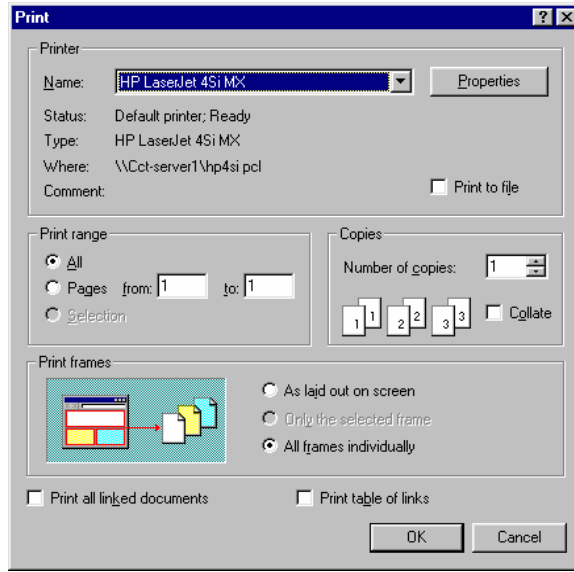 Print
Printer
Name: HP LaserJet 4Si MX Properties
Status: Default printer; Ready
Type: HP LaserJet 4Si MX
Where: \\Cct-server1\hp4si pcl
Comment:
Print to file
Print range
All
Pages from: 1 to: 1
Selection
Copies
Number of copies: 1
1 1 2 2 3 3 Collate
Print frames
As laid out on screen
Only the selected frame
All frames individually
Print all linked documents Print table of links
OK Cancel